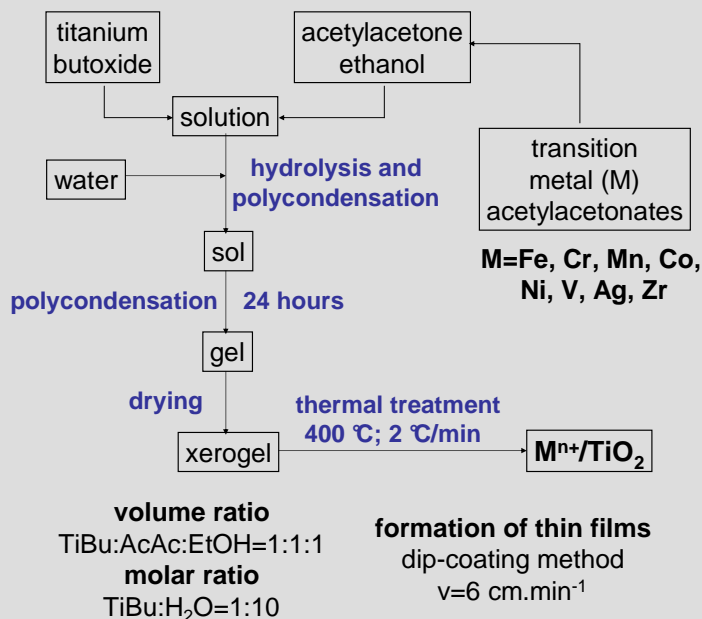 titanium
butoxide
acetylacetone
ethanol
solution
transition
metal (M)
acetylacetonates
water
hydrolysis and
polycondensation
M=Fe, Cr, Mn, Co,
Ni, V, Ag, Zr
sol
polycondensation 24 hours
gel
drying
thermal treatment
400 °C; 2 °C/min
xerogel
Mⁿ⁺/TiO₂
volume ratio
TiBu:AcAc:EtOH=1:1:1
molar ratio
TiBu:H₂O=1:10
formation of thin films
dip-coating method
v=6 cm.min⁻¹